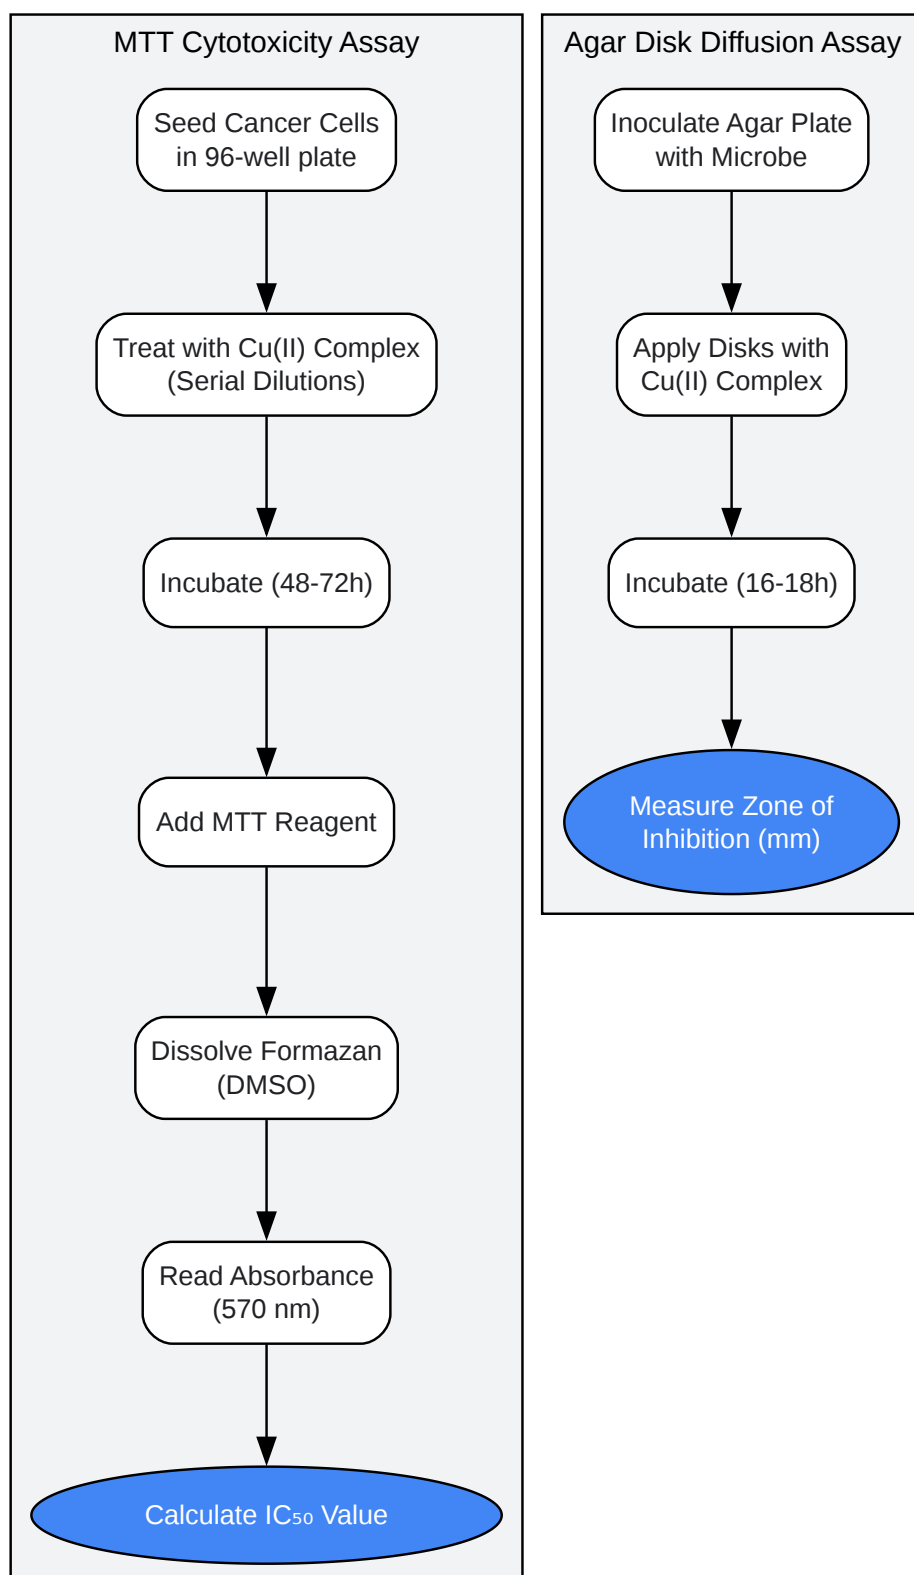 MTT Cytotoxicity Assay
Seed Cancer Cells
in 96-well plate
Treat with Cu(II) Complex
(Serial Dilutions)
Incubate (48-72h)
Add MTT Reagent
Dissolve Formazan
(DMSO)
Read Absorbance
(570 nm)
Calculate IC₅₀ Value
Agar Disk Diffusion Assay
Inoculate Agar Plate
with Microbe
Apply Disks with
Cu(II) Complex
Incubate (16-18h)
Measure Zone of
Inhibition (mm)